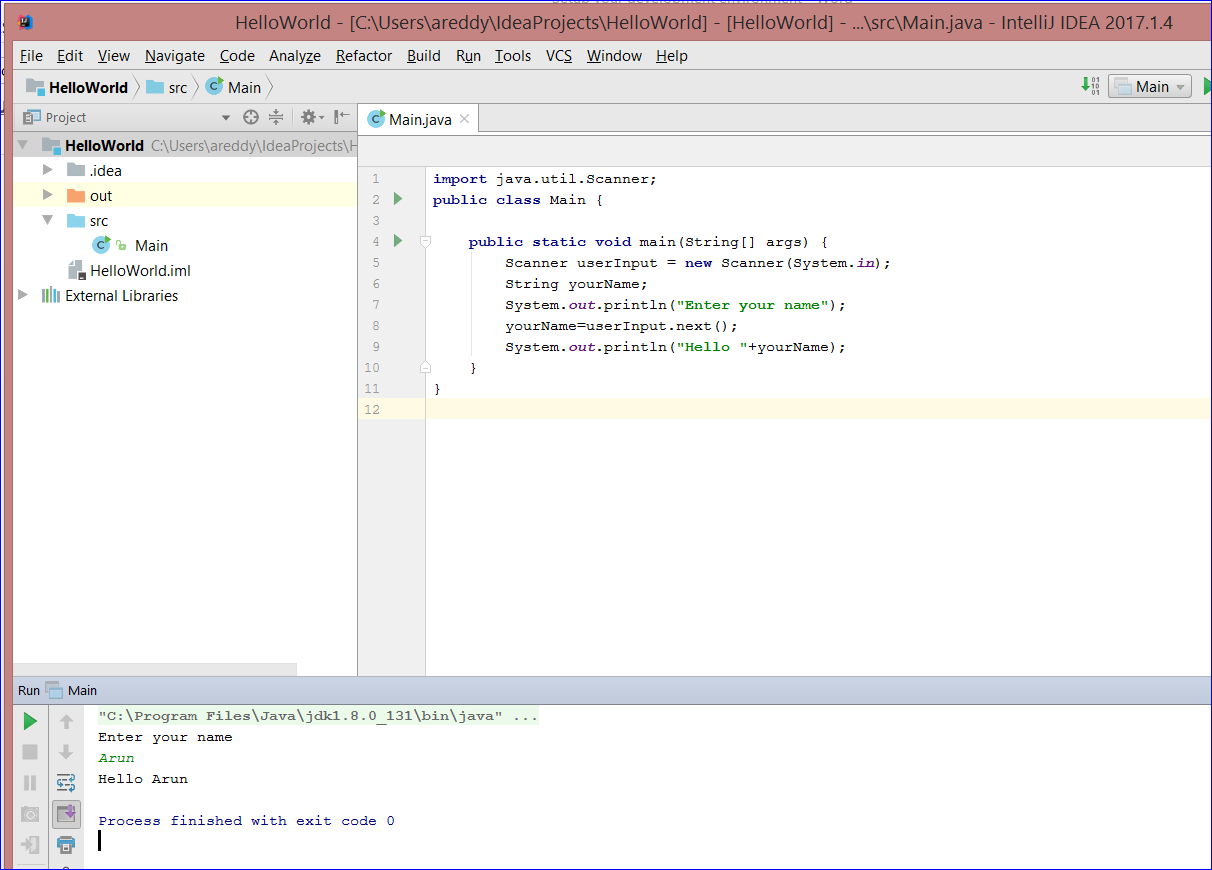 HelloWorld - [C:\Users\areddy\IdeaProjects\HelloWorld] - [HelloWorld] - ...\src\Main.java - IntelliJ IDEA 2017.1.4
File Edit View Navigate Code Analyze Refactor Build Run Tools VCS Window Help
HelloWorld src Main Main
Project
Main.java
HelloWorld C:\Users\areddy\IdeaProjects\H
.idea
out
src
Main
HelloWorld.iml
External Libraries
1 import java.util.Scanner;
2 public class Main {
3
4 public static void main(String[] args) {
5 Scanner userInput = new Scanner(System.in);
6 String yourName;
7 System.out.println("Enter your name");
8 yourName=userInput.next();
9 System.out.println("Hello "+yourName);
10 }
11 }
12
Run Main
"C:\Program Files\Java\jdk1.8.0_131\bin\java" ...
Enter your name
Arun
Hello Arun
Process finished with exit code 0